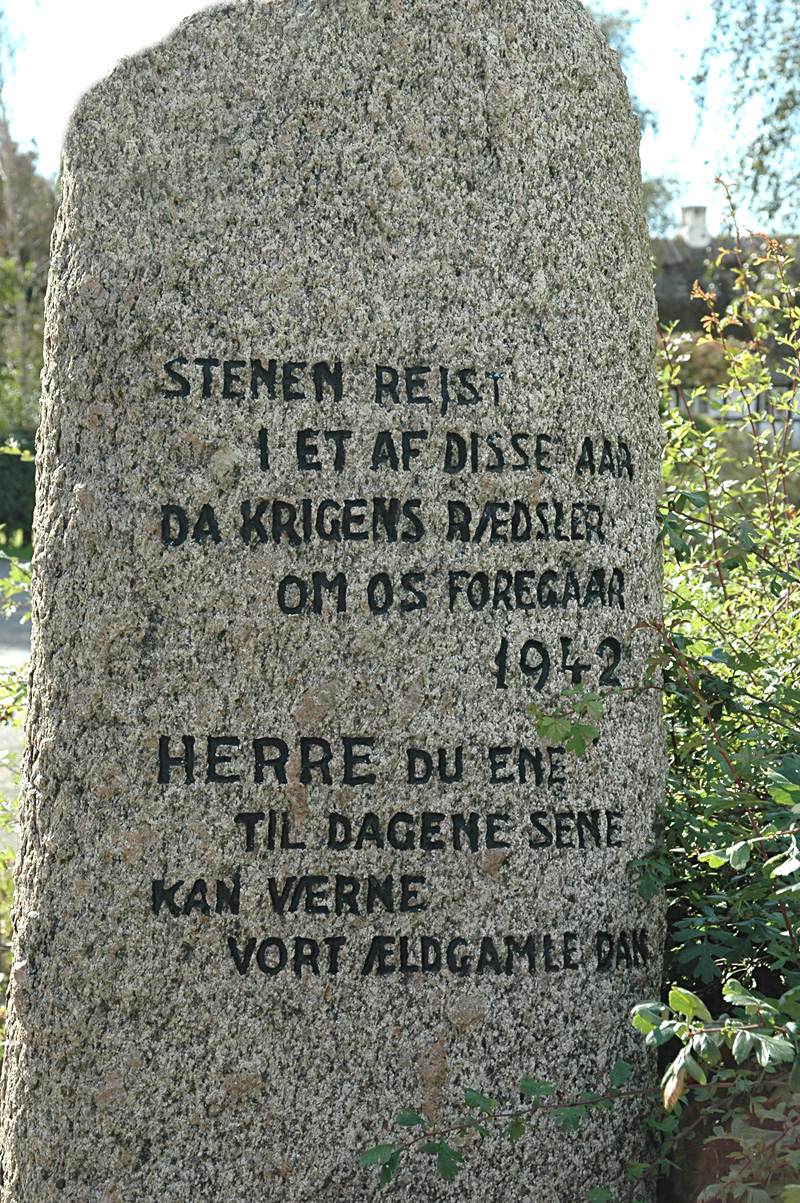 STENEN REJST
I ET AF DISSE AAR
DA KRIGENS RÆDSLER
OM OS FOREGAAR
1942
HERRE DU ENE
TIL DAGENE SENE
KAN VÆRNE
VORT ÆLDGAMLE DAN